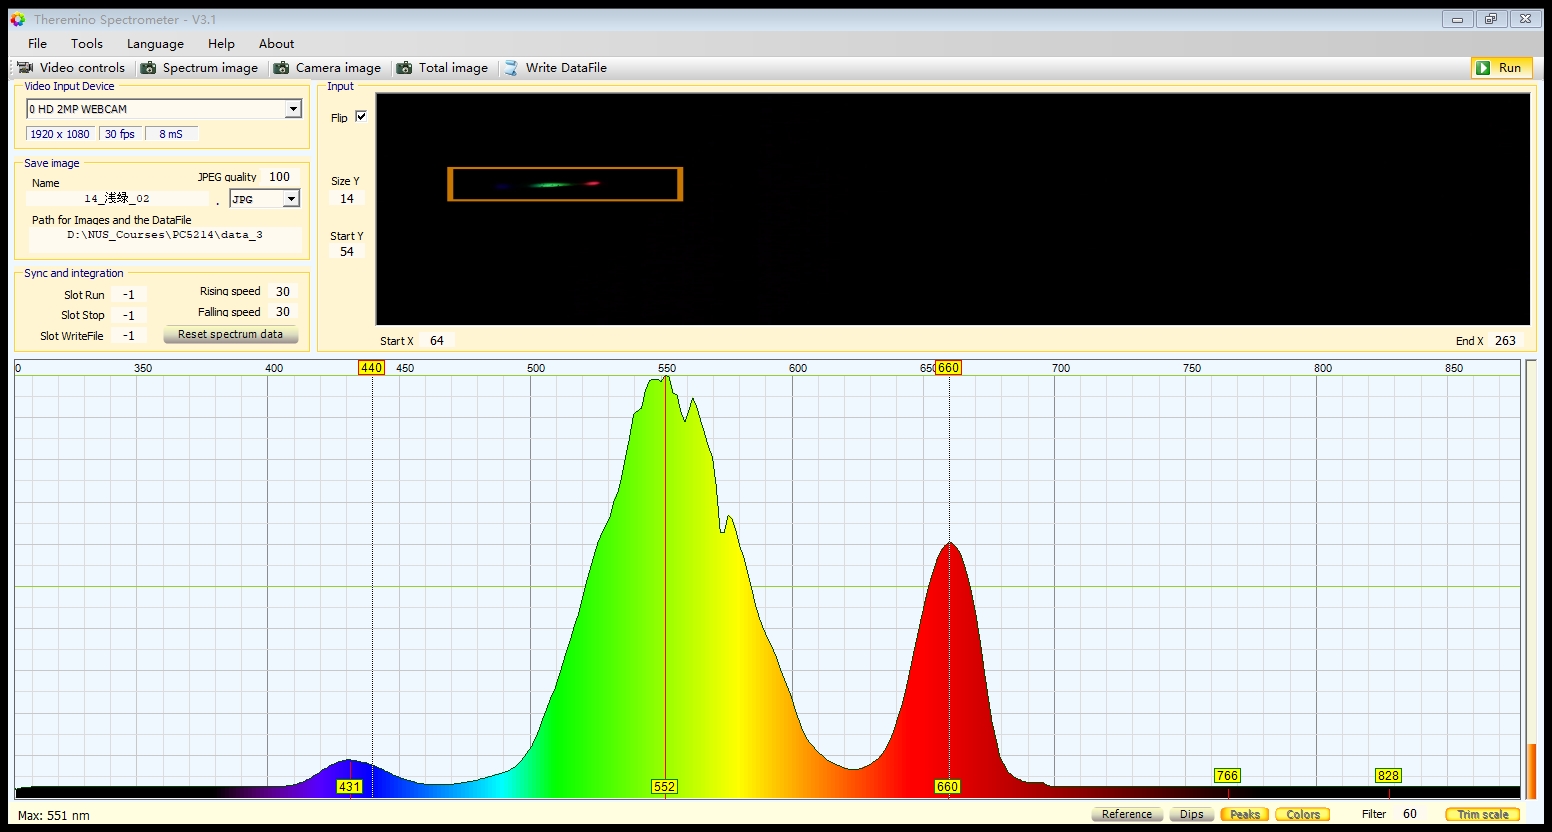 Theremino Spectrometer - V3.1
File Tools Language Help About
Video controls Spectrum image Camera image Total image Write DataFile Run
Video Input Device
0 HD 2MP WEBCAM
1920 x 1080 30 fps 8 mS
Save image
JPEG quality 100
Name
14_浅绿_02 . JPG
Path for Images and the DataFile
D:\NUS_Courses\PC5214\data_3
Sync and integration
Slot Run -1 Rising speed 30
Slot Stop -1 Falling speed 30
Slot WriteFile -1 Reset spectrum data
Input
Flip
Size Y
14
Start Y
54
Start X 64 End X 263
0 350 400 440 450 500 550 600 650 660 700 750 800 850
766 828
431 552 660
Max: 551 nm Reference Dips Peaks Colors Filter 60 Trim scale